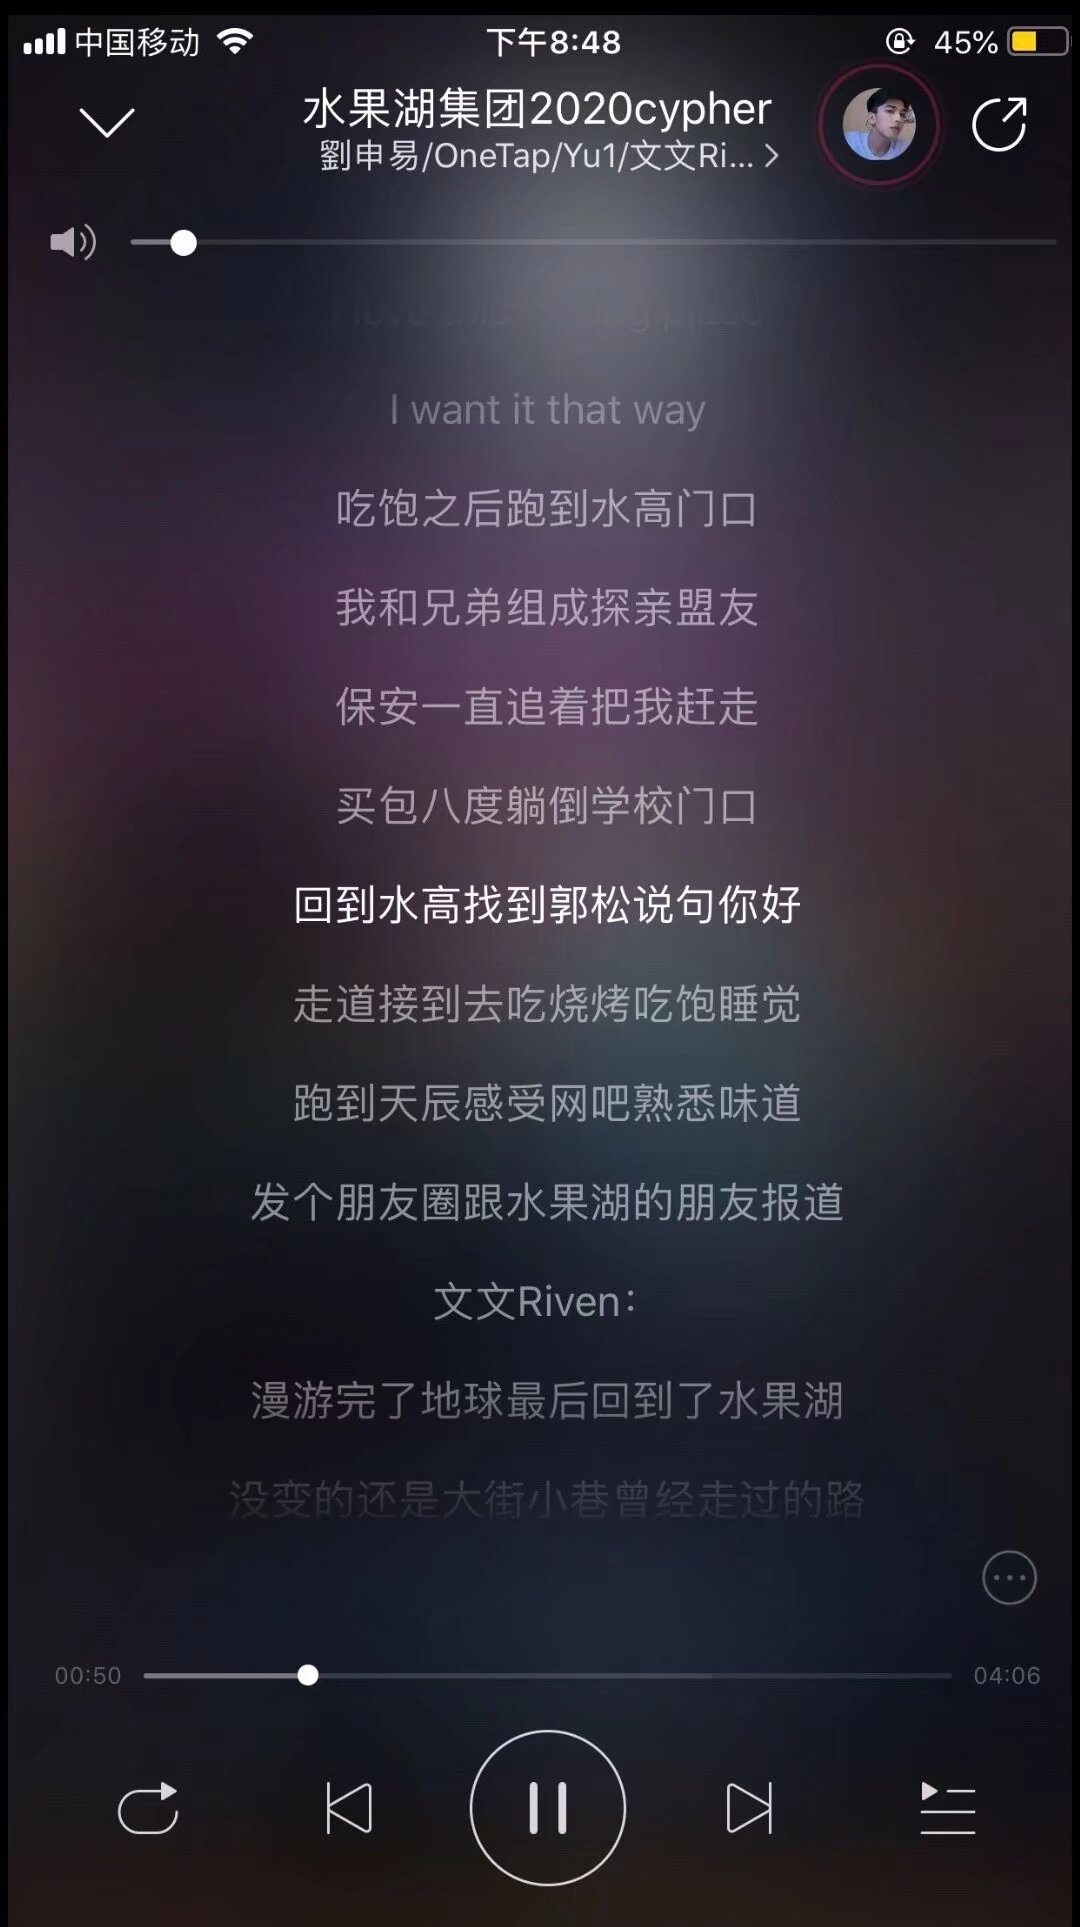 中国移动
下午8:48
45%
水果湖集团2020cypher
劉申易/OneTap/Yu1/文文Ri...
I want it that way
吃饱之后跑到水高门口
我和兄弟组成探亲盟友
保安一直追着把我赶走
买包八度躺倒学校门口
回到水高找到郭松说句你好
走道接到去吃烧烤吃饱睡觉
跑到天辰感受网吧熟悉味道
发个朋友圈跟水果湖的朋友报道
文文Riven：
漫游完了地球最后回到了水果湖
没变的还是大街小巷曾经走过的路
00:50
04:06